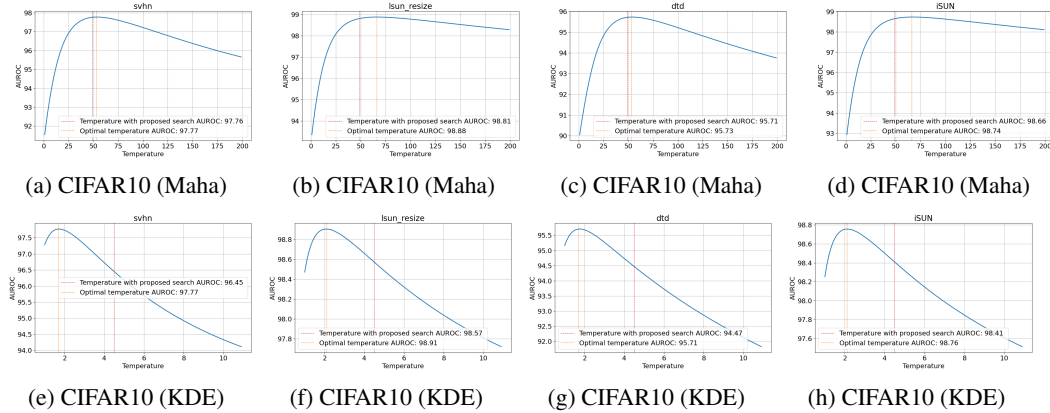 svhn
98
97
96
95
94
93
92
AUROC
0 25 50 75 100 125 150 175 200
Temperature
Temperature with proposed search AUROC: 97.76
Optimal temperature AUROC: 97.77
(a) CIFAR10 (Maha)
lsun_resize
99
98
97
96
95
94
AUROC
0 25 50 75 100 125 150 175 200
Temperature
Temperature with proposed search AUROC: 98.81
Optimal temperature AUROC: 98.88
(b) CIFAR10 (Maha)
dtd
96
95
94
93
92
91
90
AUROC
0 25 50 75 100 125 150 175 200
Temperature
Temperature with proposed search AUROC: 95.71
Optimal temperature AUROC: 95.73
(c) CIFAR10 (Maha)
iSUN
99
98
97
96
95
94
93
AUROC
0 25 50 75 100 125 150 175 200
Temperature
Temperature with proposed search AUROC: 98.66
Optimal temperature AUROC: 98.74
(d) CIFAR10 (Maha)
svhn
97.5
97.0
96.5
96.0
95.5
95.0
94.5
94.0
AUROC
2 4 6 8 10
Temperature
Temperature with proposed search AUROC: 96.45
Optimal temperature AUROC: 97.77
(e) CIFAR10 (KDE)
lsun_resize
98.8
98.6
98.4
98.2
98.0
97.8
AUROC
2 4 6 8 10
Temperature
Temperature with proposed search AUROC: 98.57
Optimal temperature AUROC: 98.91
(f) CIFAR10 (KDE)
dtd
95.5
95.0
94.5
94.0
93.5
93.0
92.5
92.0
AUROC
2 4 6 8 10
Temperature
Temperature with proposed search AUROC: 94.47
Optimal temperature AUROC: 95.71
(g) CIFAR10 (KDE)
iSUN
98.8
98.6
98.4
98.2
98.0
97.8
97.6
AUROC
2 4 6 8 10
Temperature
Temperature with proposed search AUROC: 98.41
Optimal temperature AUROC: 98.76
(h) CIFAR10 (KDE)